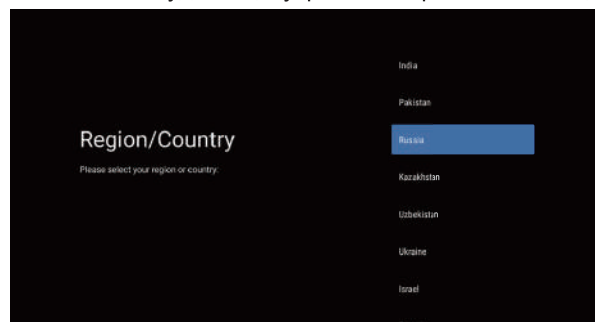 Region/Country
Please select your region or country:
India
Pakistan
Russia
Kazakhstan
Uzbekistan
Ukraine
Israel